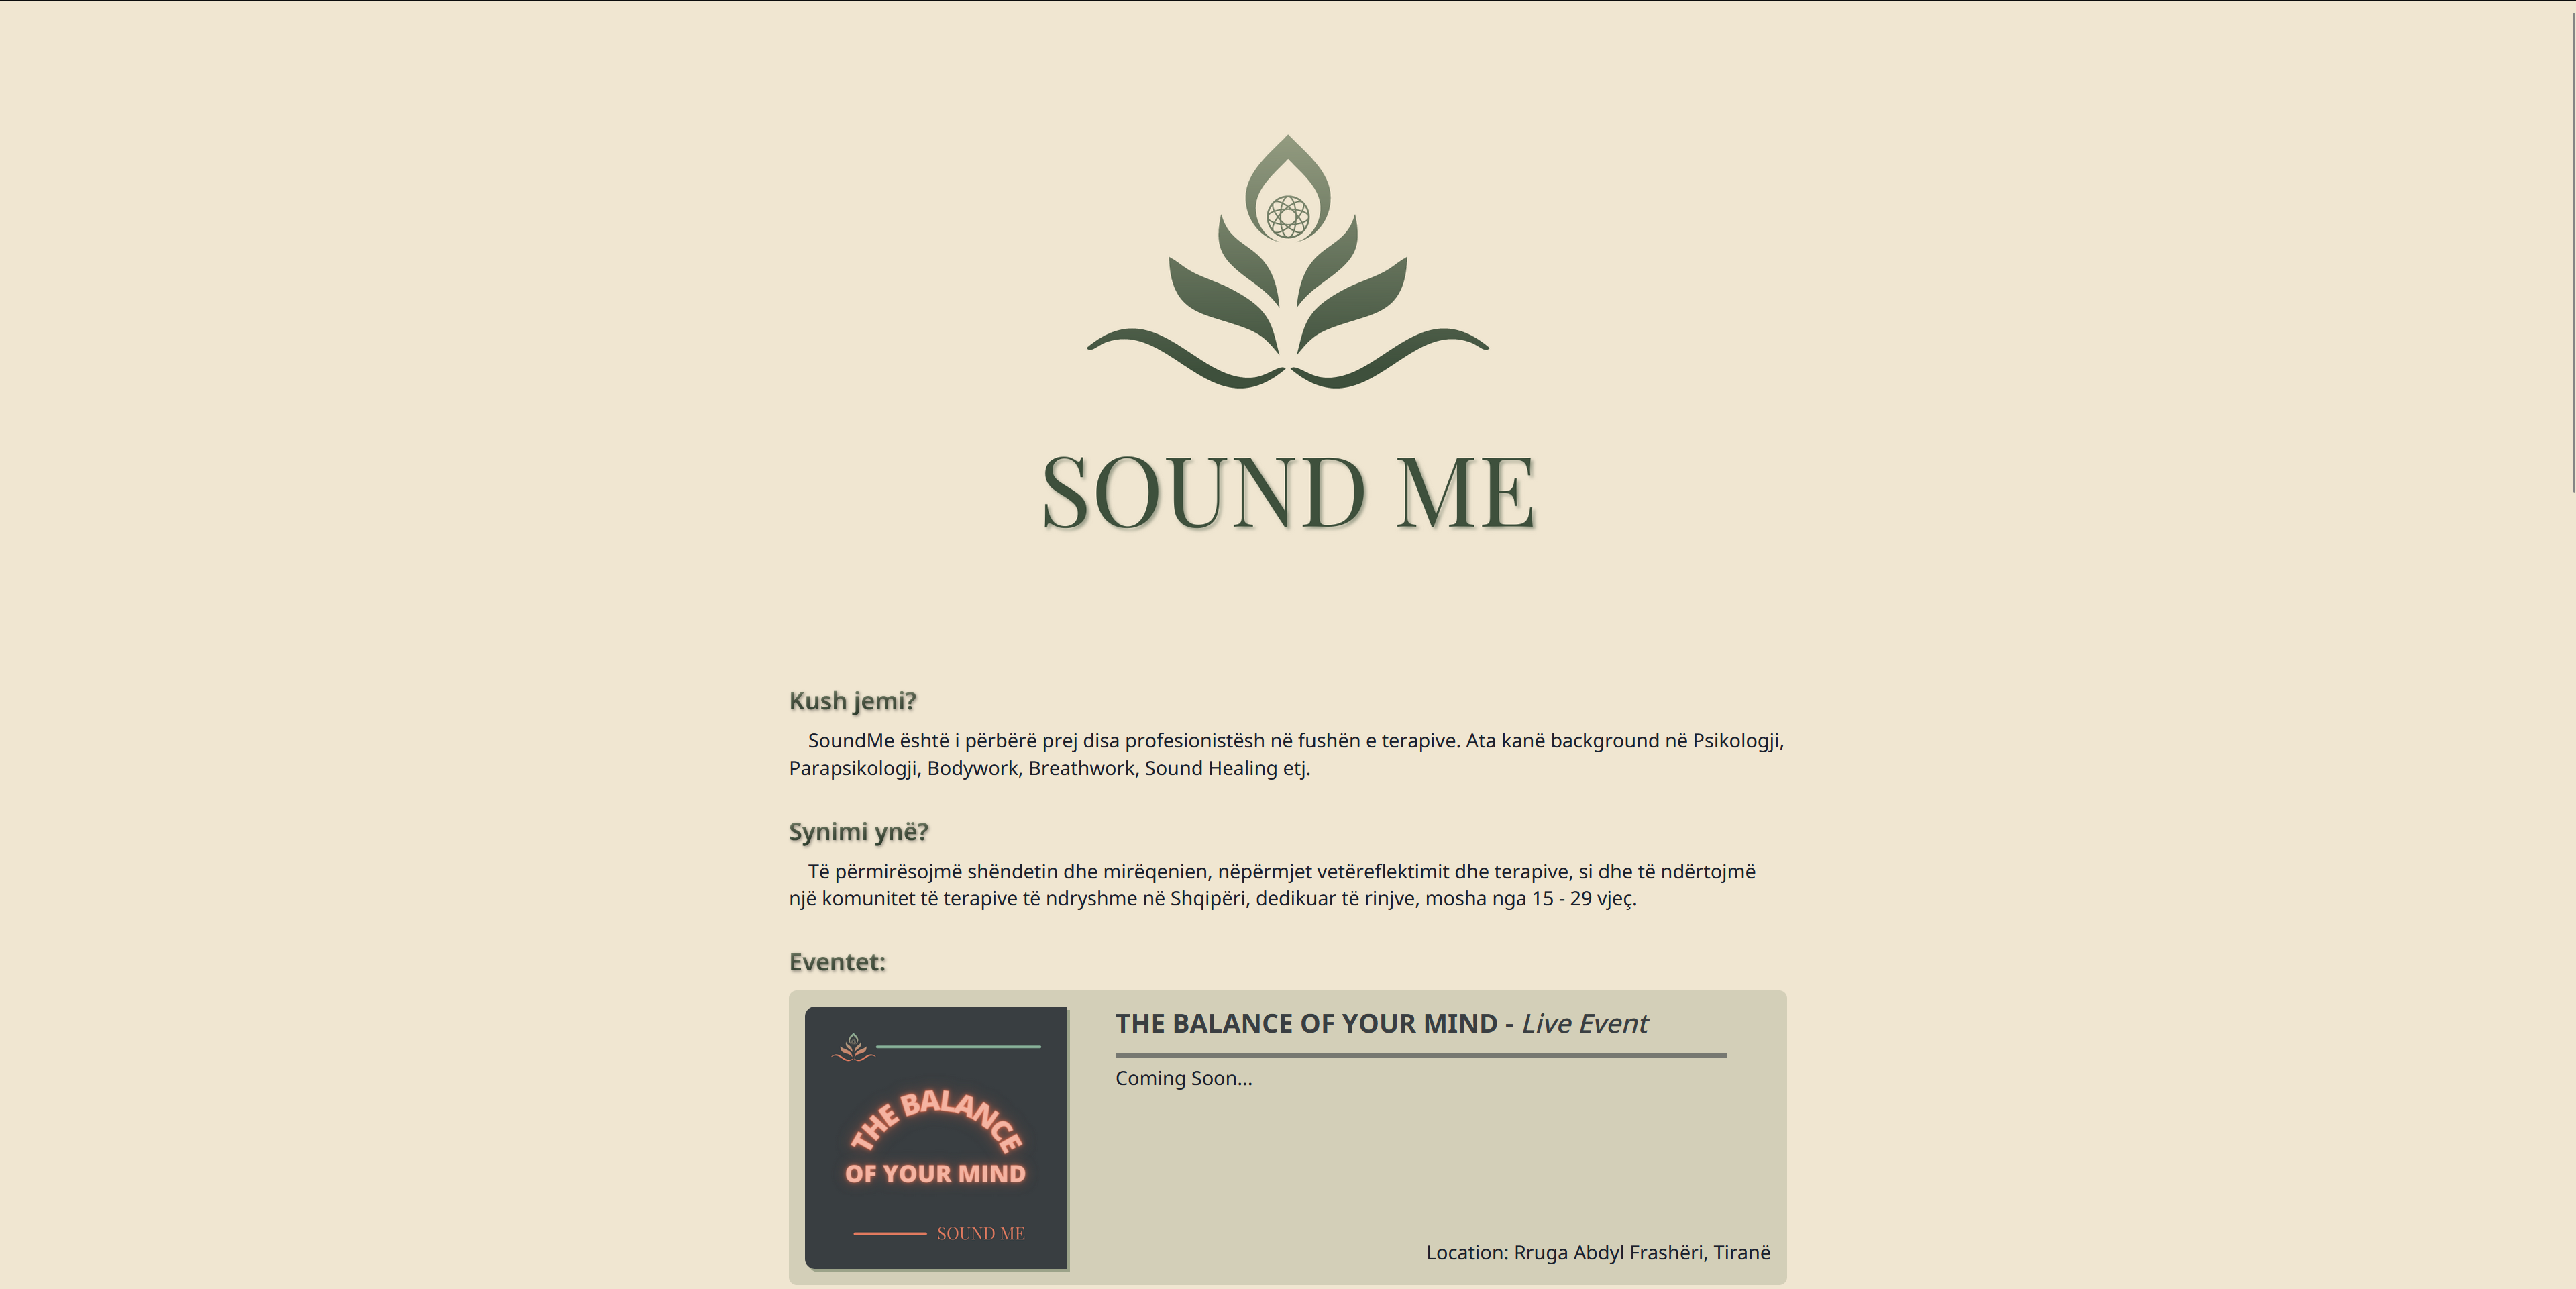 SOUND ME
Kush jemi?
SoundMe është i përbërë prej disa profesionistësh në fushën e terapive. Ata kanë background në Psikologji,
Parapsikologji, Bodywork, Breathwork, Sound Healing etj.
Synimi ynë?
Të përmirësojmë shëndetin dhe mirëqenien, nëpërmjet vetëreflektimit dhe terapive, si dhe të ndërtojmë
një komunitet të terapive të ndryshme në Shqipëri, dedikuar të rinjve, mosha nga 15 - 29 vjeç.
Eventet:
THE BALANCE
OF YOUR MIND
SOUND ME
THE BALANCE OF YOUR MIND - Live Event
Coming Soon...
Location: Rruga Abdyl Frashëri, Tiranë